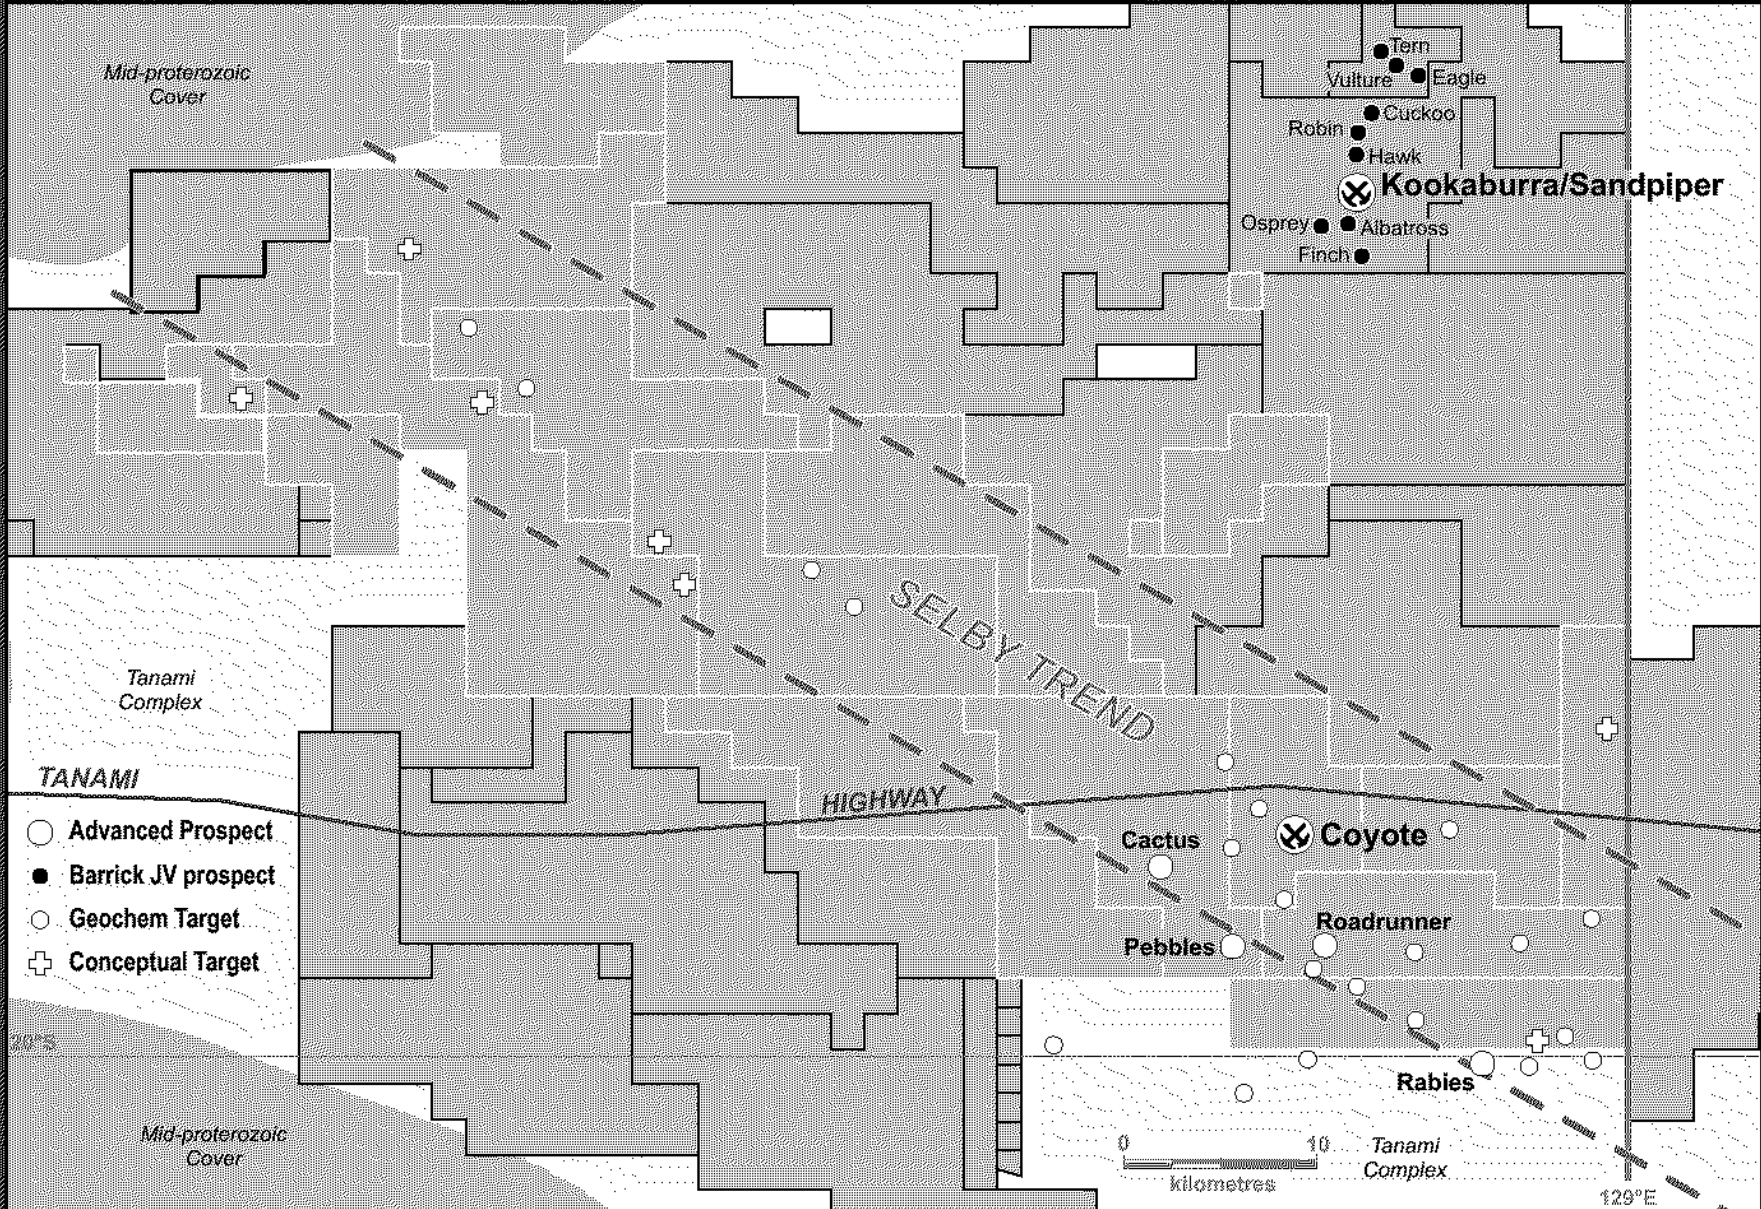 Tern
Vulture
Eagle
Mid-proterozoic
Cover
Cuckoo
Robin
Hawk
Kookaburra/Sandpiper
Osprey
Albatross
Finch
SELBY TREND
Tanami
Complex
TANAMI
HIGHWAY
Advanced Prospect
Barrick JV prospect
Geochem Target
Conceptual Target
Cactus
Coyote
Roadrunner
Pebbles
20°S
Rabies
Mid-proterozoic
Cover
0 10
kilometres
Tanami
Complex
129°E